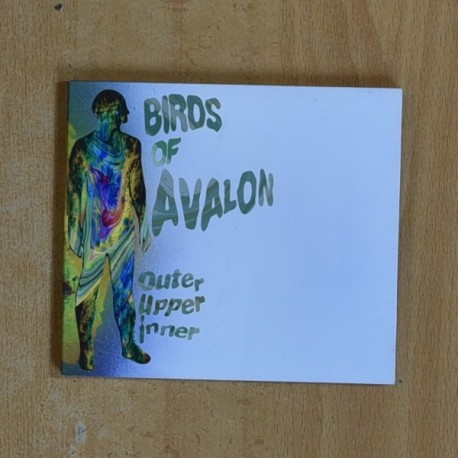 BIRDS
OF
AVALON
Outer
Upper
inner